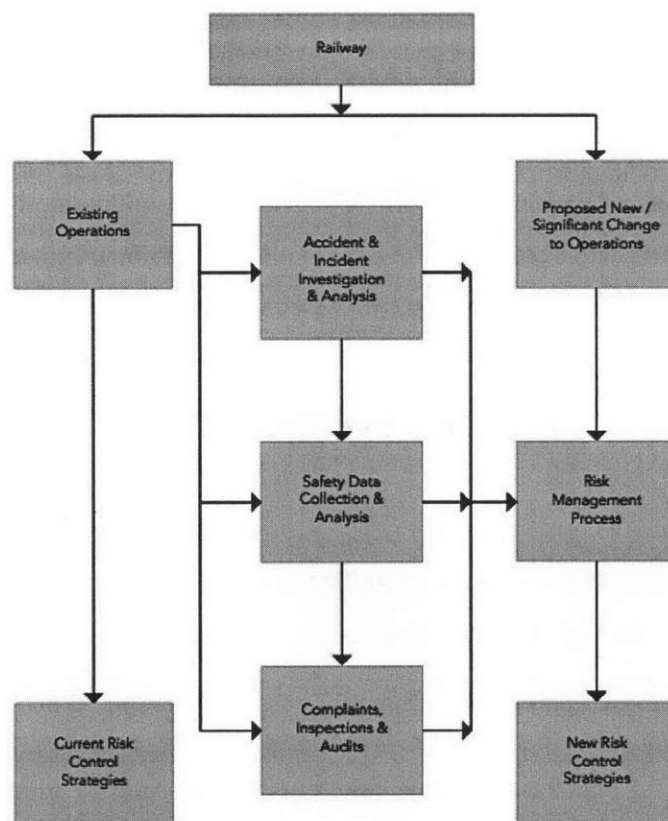 Railway
Existing
Operations
Proposed New /
Significant Change
to Operations
Accident &
Incident
Investigation
& Analysis
Safety Data
Collection &
Analysis
Risk
Management
Process
Complaints,
Inspections &
Audits
Current Risk
Control
Strategies
New Risk
Control
Strategies